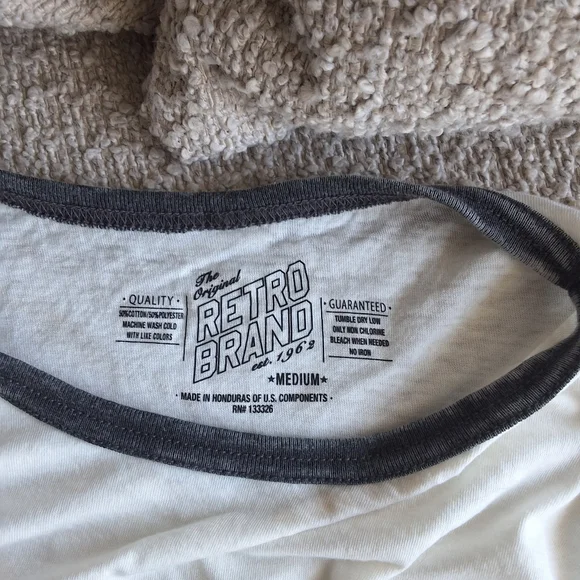 The
Original
RETRO
BRAND
est. 1962
· QUALITY ·
50%COTTON/50%POLYESTER
MACHINE WASH COLD
WITH LIKE COLORS
· GUARANTEED ·
TUMBLE DRY LOW
ONLY NON CHLORINE
BLEACH WHEN NEEDED
NO IRON
★MEDIUM★
· MADE IN HONDURAS OF U.S. COMPONENTS ·
RN# 133326